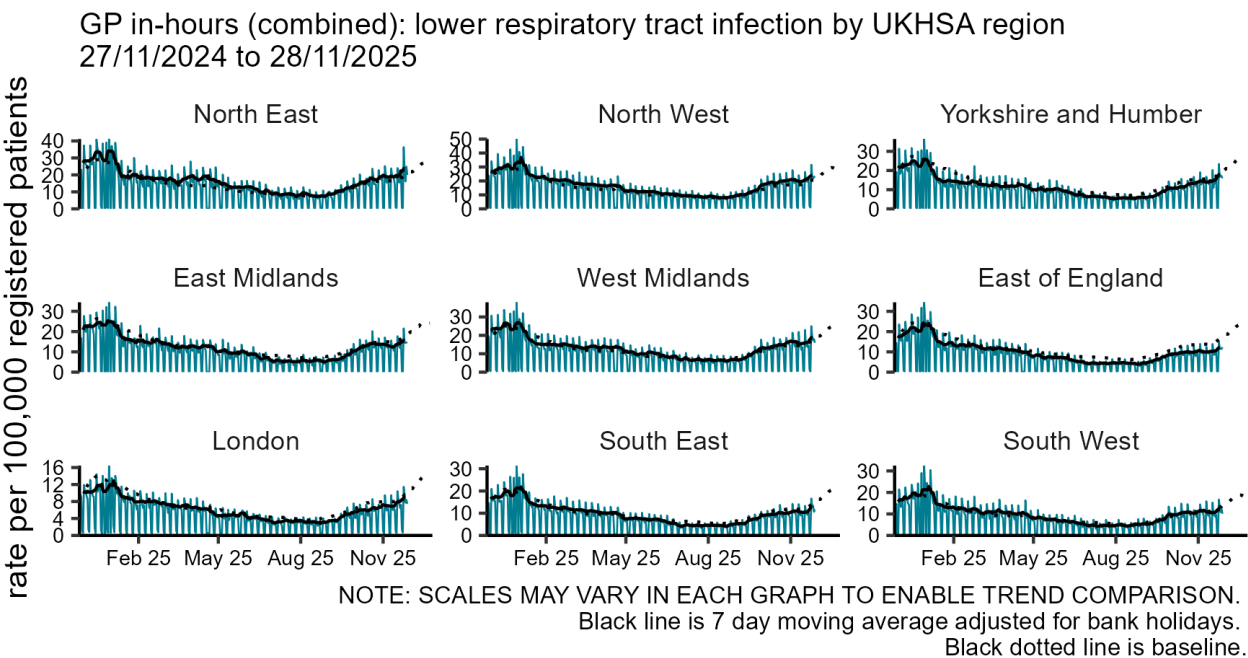 GP in-hours (combined): lower respiratory tract infection by UKHSA region
27/11/2024 to 28/11/2025
rate per 100,000 registered patients
North East
40
30
20
10
0
North West
50
40
30
20
10
0
Yorkshire and Humber
30
20
10
0
East Midlands
30
20
10
0
West Midlands
30
20
10
0
East of England
30
20
10
0
London
16
12
8
4
0
Feb 25 May 25 Aug 25 Nov 25
South East
30
20
10
0
Feb 25 May 25 Aug 25 Nov 25
South West
30
20
10
0
Feb 25 May 25 Aug 25 Nov 25
NOTE: SCALES MAY VARY IN EACH GRAPH TO ENABLE TREND COMPARISON.
Black line is 7 day moving average adjusted for bank holidays.
Black dotted line is baseline.